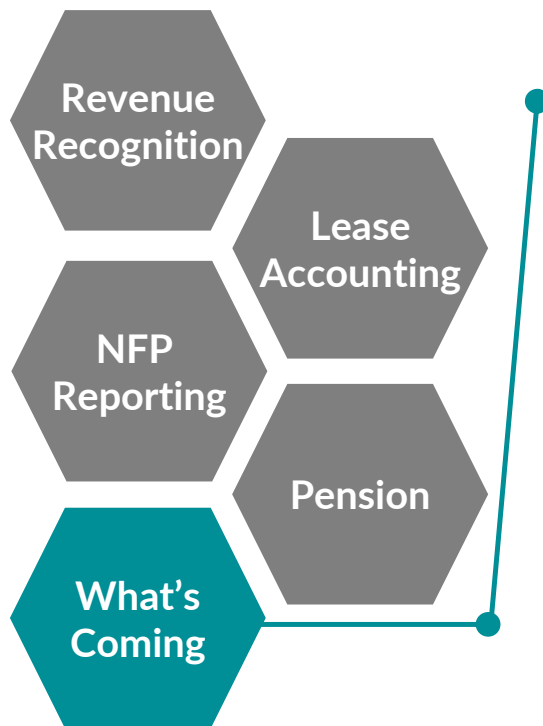 Revenue
Recognition
Lease
Accounting
NFP
Reporting
Pension
What’s
Coming